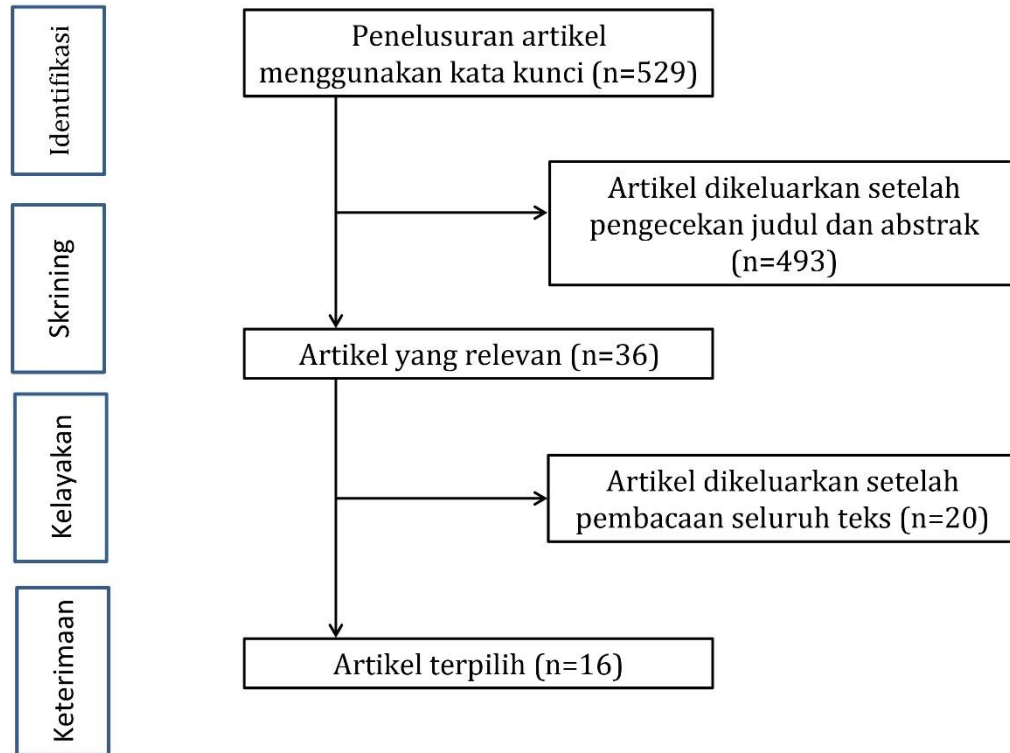 Identifikasi
Penelusuran artikel
menggunakan kata kunci (n=529)
Artikel dikeluarkan setelah
pengecekan judul dan abstrak
(n=493)
Skrining
Artikel yang relevan (n=36)
Kelayakan
Artikel dikeluarkan setelah
pembacaan seluruh teks (n=20)
Keterimaan
Artikel terpilih (n=16)